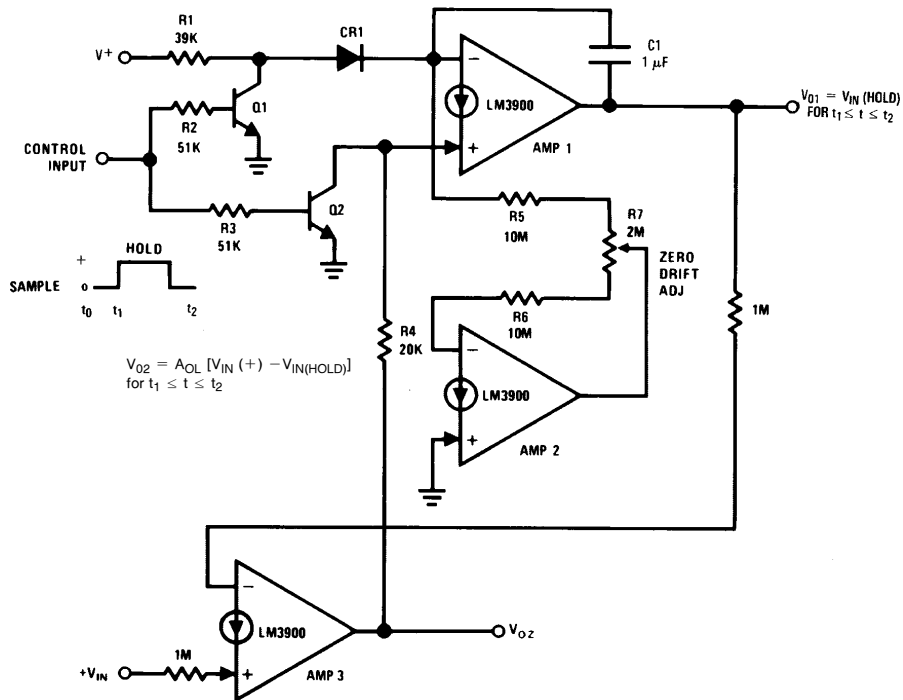 R1
39K
V+
CR1
C1
1 μF
Q1
R2
51K
LM3900
AMP 1
V01 = VIN (HOLD)
FOR t1 ≤ t ≤ t2
CONTROL
INPUT
Q2
R3
51K
R5
10M
R7
2M
ZERO
DRIFT
ADJ
HOLD
+
SAMPLE 0
t0 t1 t2
R6
10M
R4
20K
1M
V02 = AOL [VIN (+) −VIN(HOLD)]
for t1 ≤ t ≤ t2
LM3900
AMP 2
LM3900
VOZ
1M
+VIN
AMP 3
−
+
−
+
−
+